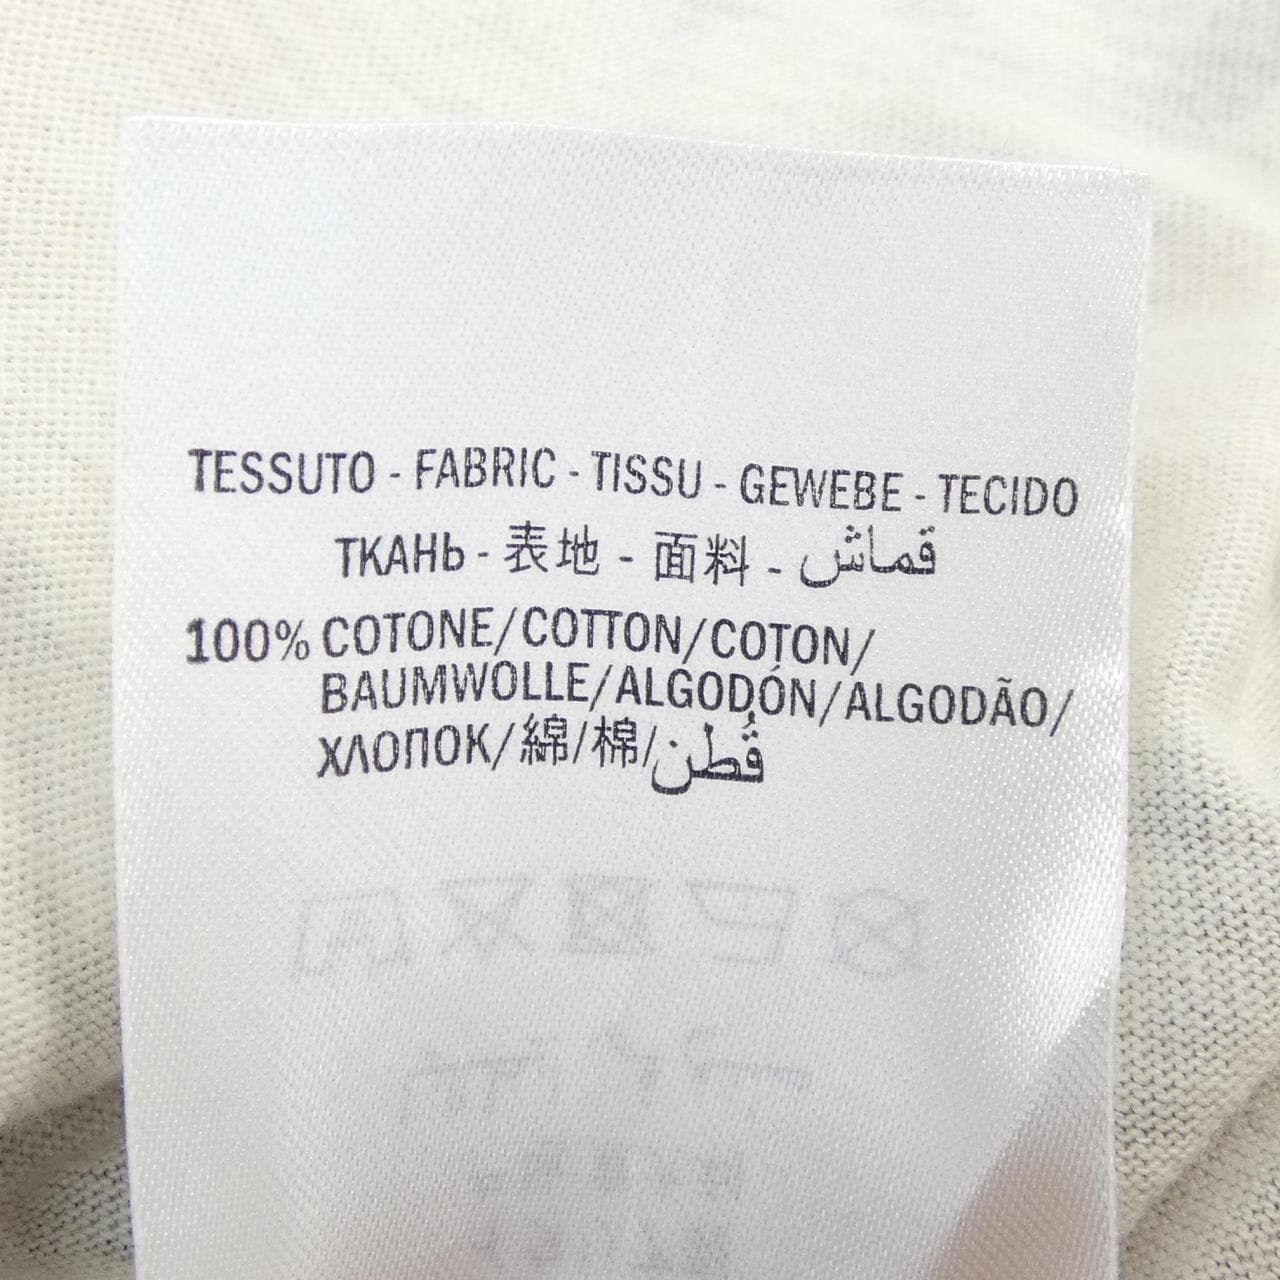 TESSUTO - FABRIC - TISSU - GEWEBE - TECIDO
ТКАНЬ - 表地 - 面料 - قماش
100% COTONE/COTTON/COTON/
BAUMWOLLE/ALGODÓN/ALGODÃO/
ХЛОПОК/綿/棉/قُطن